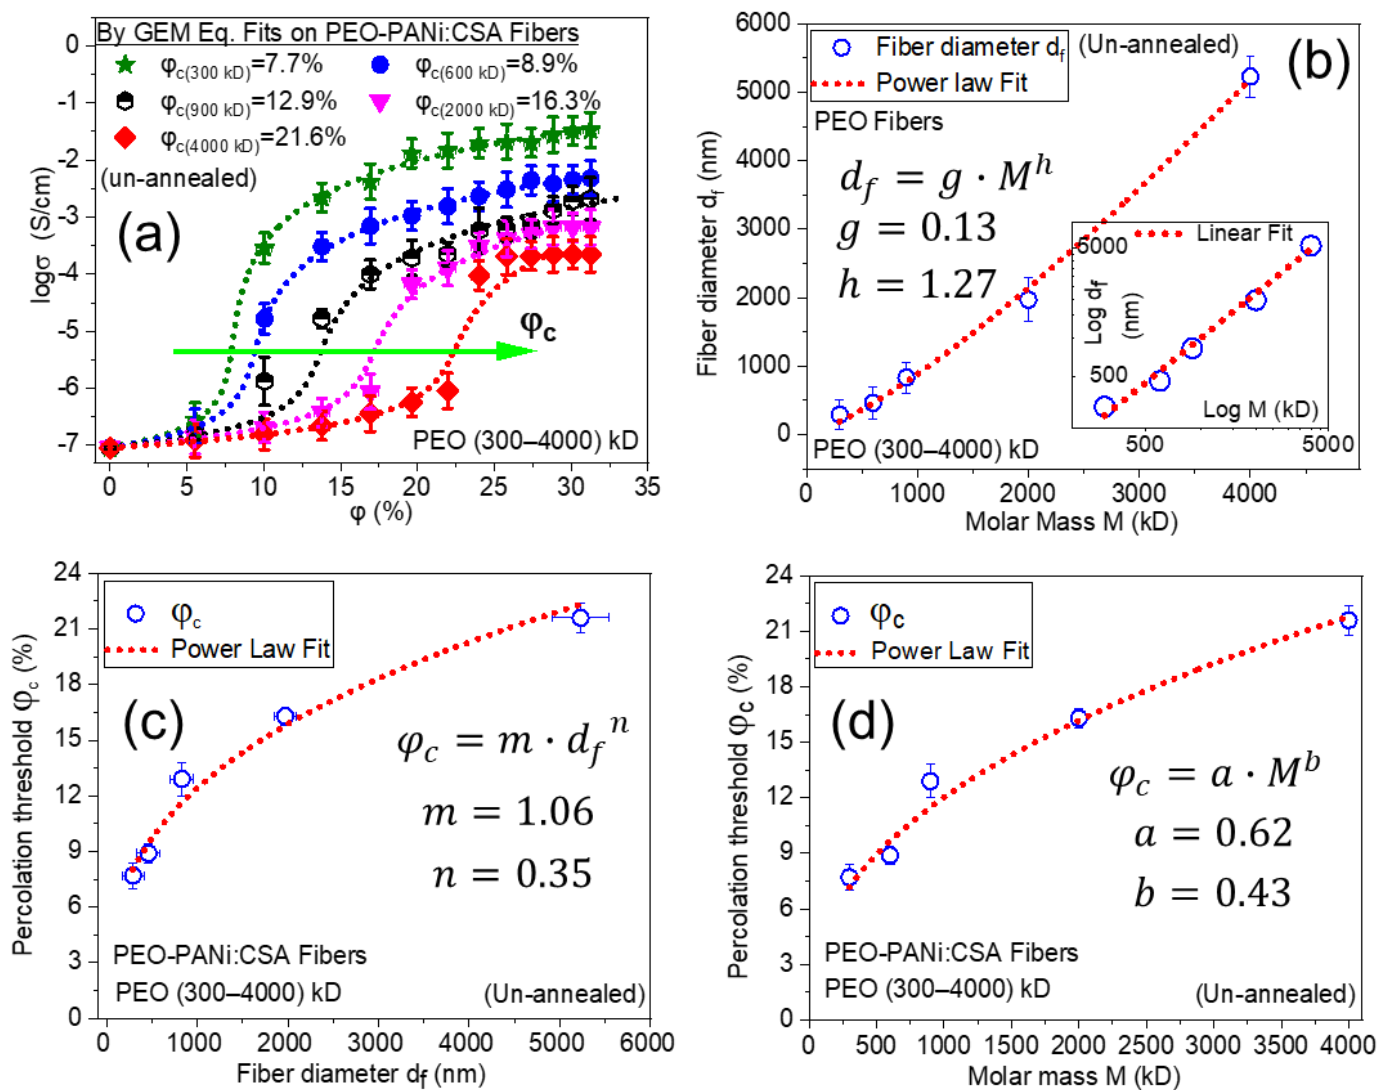 By GEM Eq. Fits on PEO-PANi:CSA Fibers
φc(300 kD)=7.7%
φc(600 kD)=8.9%
φc(900 kD)=12.9%
φc(2000 kD)=16.3%
φc(4000 kD)=21.6%
(un-annealed)
(a)
φc
PEO (300–4000) kD
0
-1
-2
-3
-4
-5
-6
-7
logσ (S/cm)
0 5 10 15 20 25 30 35
φ (%)
Fiber diameter df
Power law Fit
(Un-annealed)
(b)
PEO Fibers
df = g · M^h
g = 0.13
h = 1.27
Linear Fit
5000
500
Log df
(nm)
Log M (kD)
500 5000
PEO (300–4000) kD
6000
5000
4000
3000
2000
1000
0
Fiber diameter df (nm)
0 1000 2000 3000 4000
Molar Mass M (kD)
φc
Power Law Fit
(c)
φc = m · df^n
m = 1.06
n = 0.35
PEO-PANi:CSA Fibers
PEO (300–4000) kD
(Un-annealed)
24
21
18
15
12
9
6
3
0
Percolation threshold φc (%)
0 1000 2000 3000 4000 5000 6000
Fiber diameter df (nm)
φc
Power Law Fit
(d)
φc = a · M^b
a = 0.62
b = 0.43
PEO-PANi:CSA Fibers
PEO (300–4000) kD
(Un-annealed)
24
21
18
15
12
9
6
3
0
Percolation threshold φc (%)
0 500 1000 1500 2000 2500 3000 3500 4000
Molar mass M (kD)